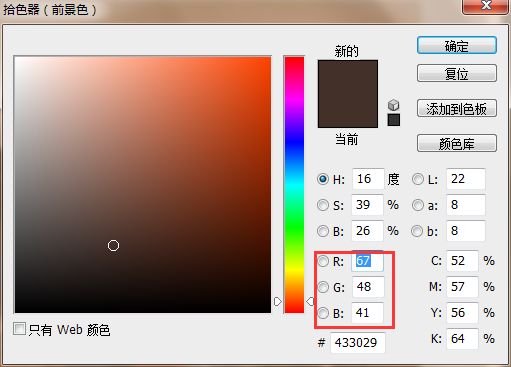 拾色器（前景色）
新的
当前
确定
复位
添加到色板
颜色库
H: 16 度
S: 39 %
B: 26 %
R: 67
G: 48
B: 41
# 433029
L: 22
a: 8
b: 8
C: 52 %
M: 57 %
Y: 56 %
K: 64 %
只有 Web 颜色